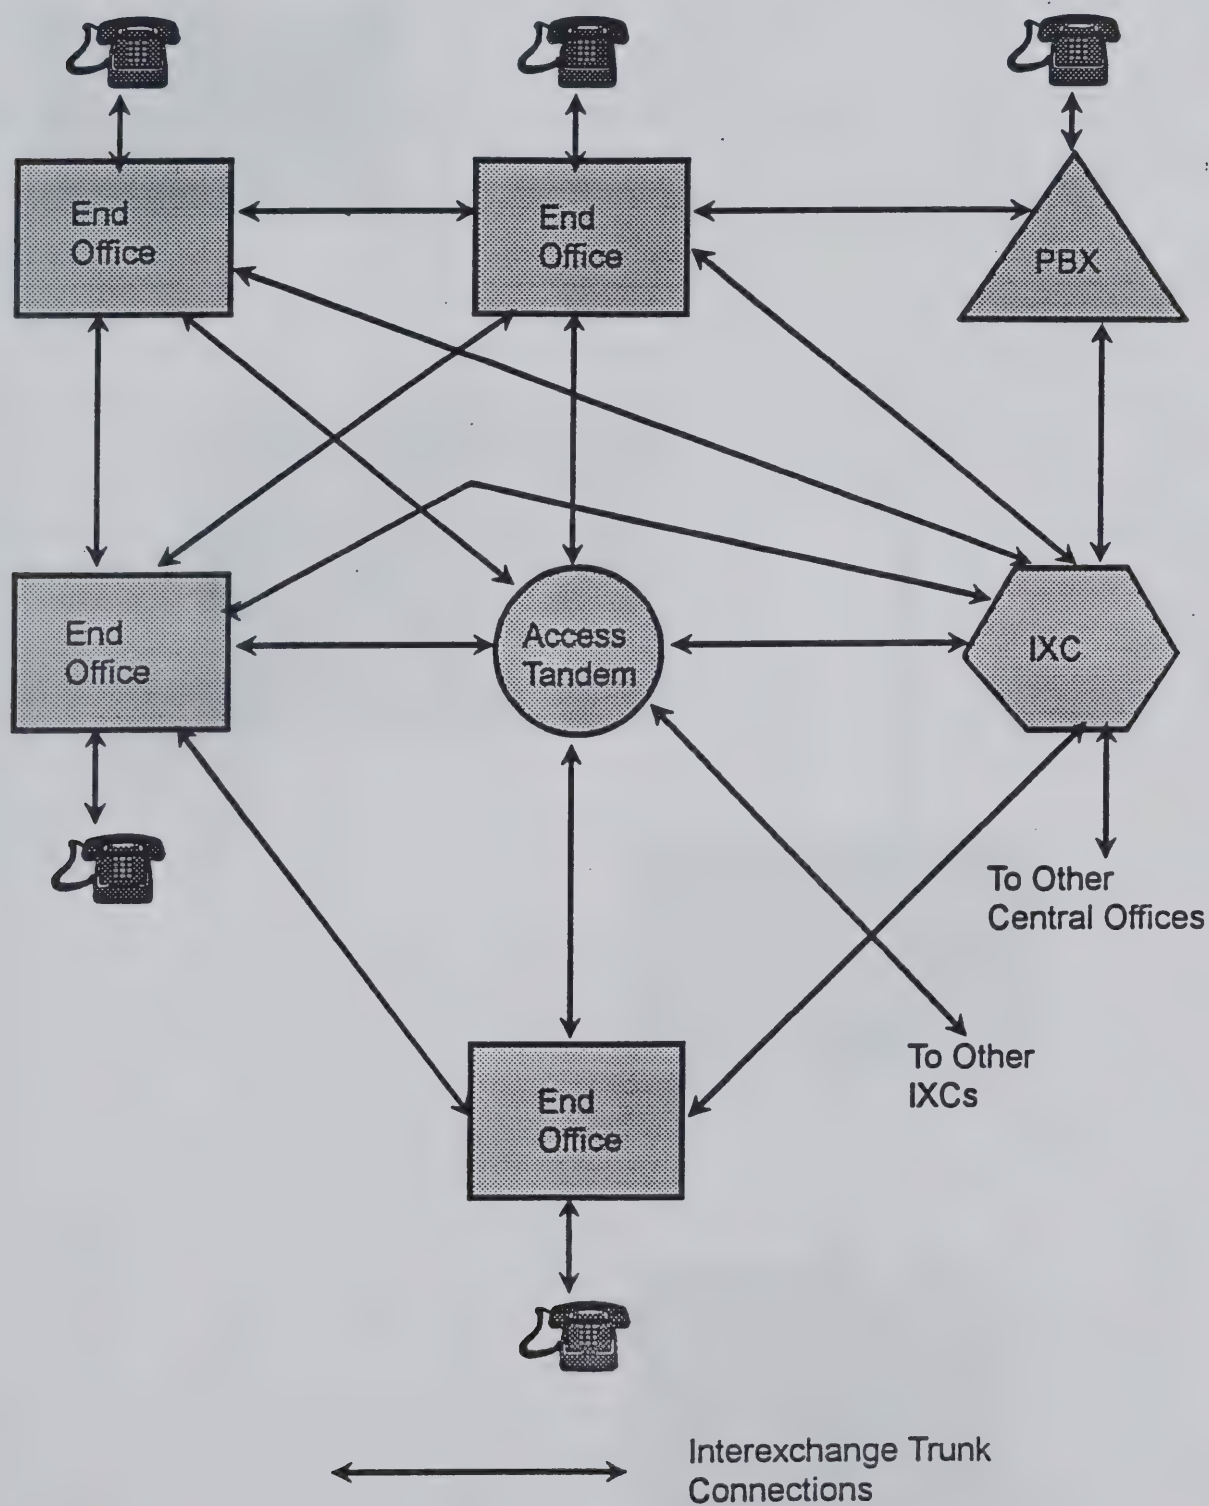 End
Office
End
Office
PBX
End
Office
Access
Tandem
IXC
To Other
Central Offices
To Other
IXCs
End
Office
Interexchange Trunk
Connections